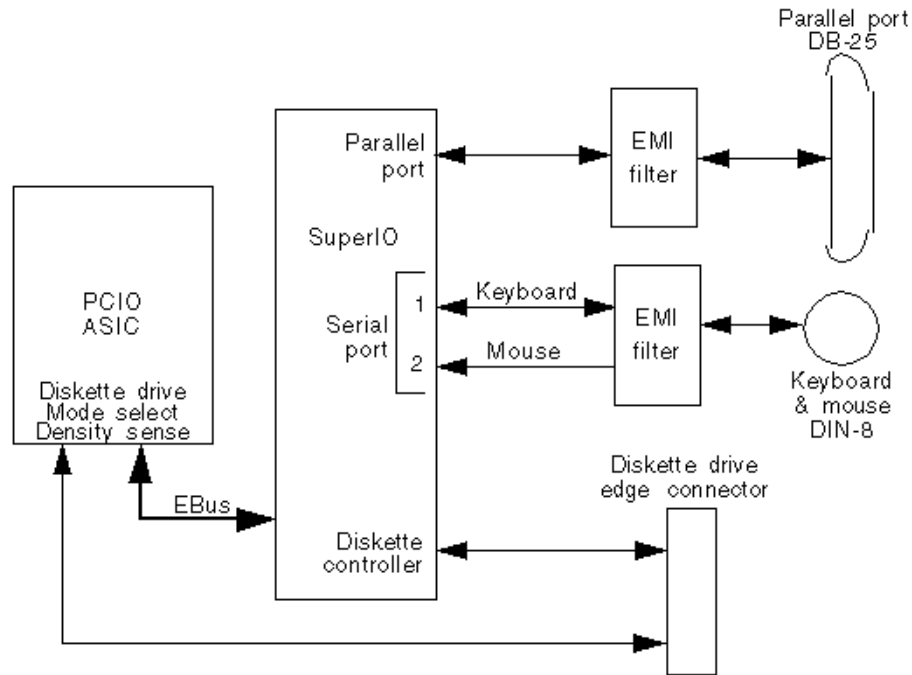 Parallel port
DB-25
Parallel
port
EMI
filter
SuperIO
PCIO
ASIC
Serial
port
1
2
Keyboard
Mouse
EMI
filter
Keyboard
& mouse
DIN-8
Diskette drive
Mode select
Density sense
EBus
Diskette drive
edge connector
Diskette
controller